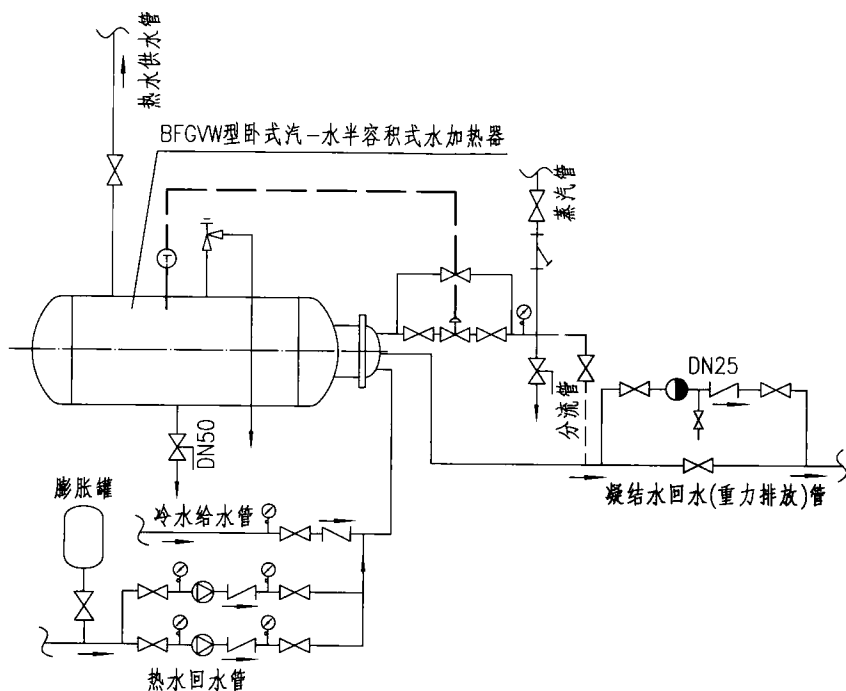 热水供水管
BFGVW型卧式汽-水半容积式水加热器
蒸汽管
T
DN25
分流管
DN50
凝结水回水(重力排放)管
膨胀罐
冷水给水管
热水回水管